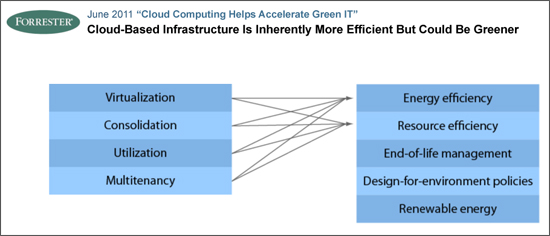 FORRESTER®
June 2011 “Cloud Computing Helps Accelerate Green IT”
Cloud-Based Infrastructure Is Inherently More Efficient But Could Be Greener
Virtualization
Consolidation
Utilization
Multitenancy
Energy efficiency
Resource efficiency
End-of-life management
Design-for-environment policies
Renewable energy